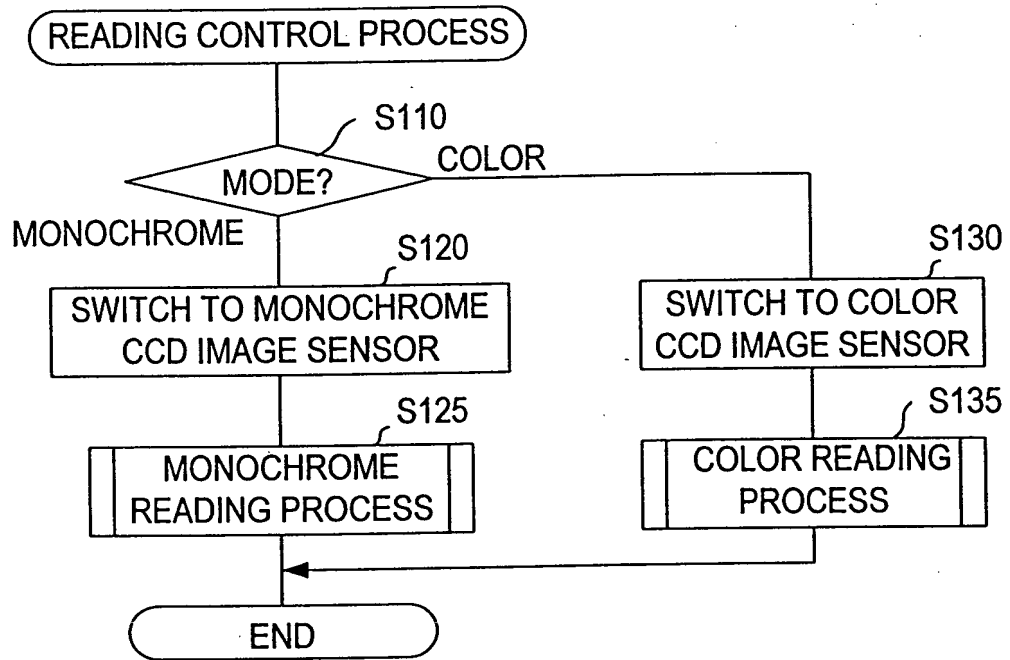 READING CONTROL PROCESS
S110
MODE?
COLOR
MONOCHROME
S120
SWITCH TO MONOCHROME
CCD IMAGE SENSOR
S130
SWITCH TO COLOR
CCD IMAGE SENSOR
S125
MONOCHROME
READING PROCESS
S135
COLOR READING
PROCESS
END